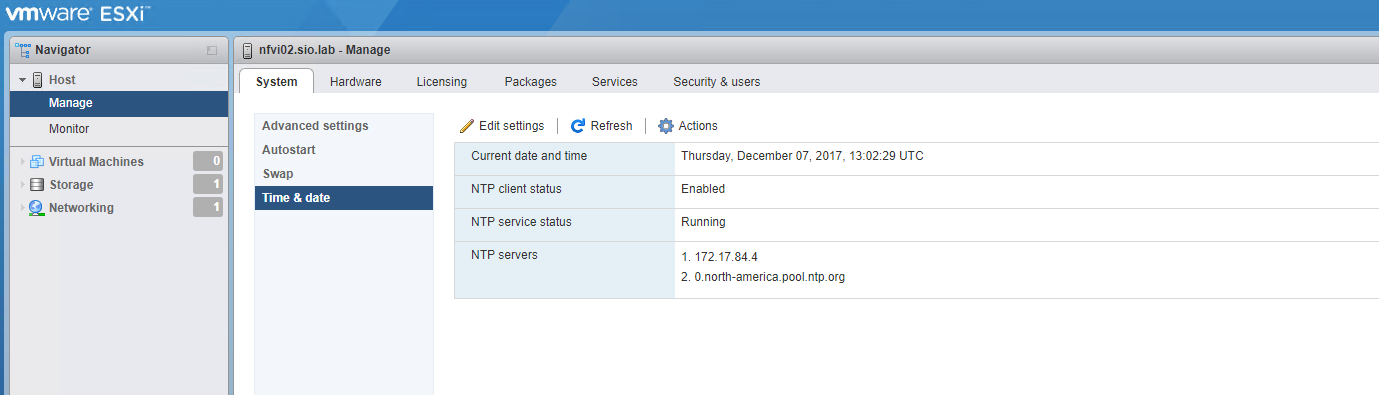 vmware® ESXi™
Navigator
Host
Manage
Monitor
Virtual Machines 0
Storage 1
Networking 1
nfvi02.sio.lab - Manage
System Hardware Licensing Packages Services Security & users
Advanced settings
Autostart
Swap
Time & date
Edit settings Refresh Actions
Current date and time Thursday, December 07, 2017, 13:02:29 UTC
NTP client status Enabled
NTP service status Running
NTP servers 1. 172.17.84.4
2. 0.north-america.pool.ntp.org